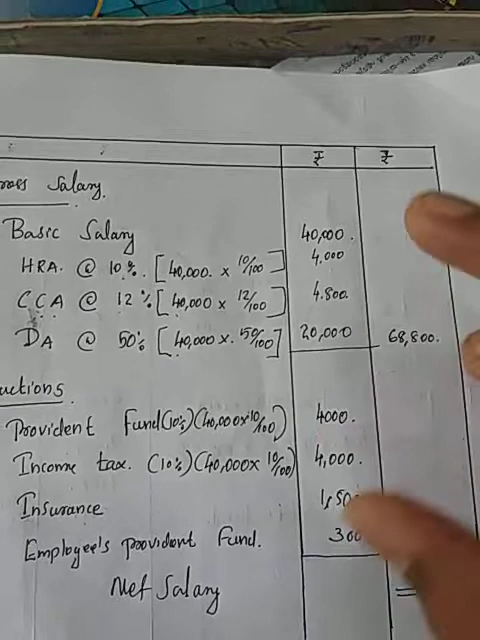 ₹ ₹
Salary.
Basic Salary 40,000.
HRA. @ 10%. [40,000. x 10/100] 4.000
CCA @ 12% [40,000 x 12/100] 4.800.
DA @ 50% [40,000 x. 50/100] 20,000 68,800.
Provident Fund (10%) (40,000x10/100) 4000.
Income tax. (10%) (40,000x 10/100) 4,000.
Insurance
Employee's provident Fund.
Net Salary